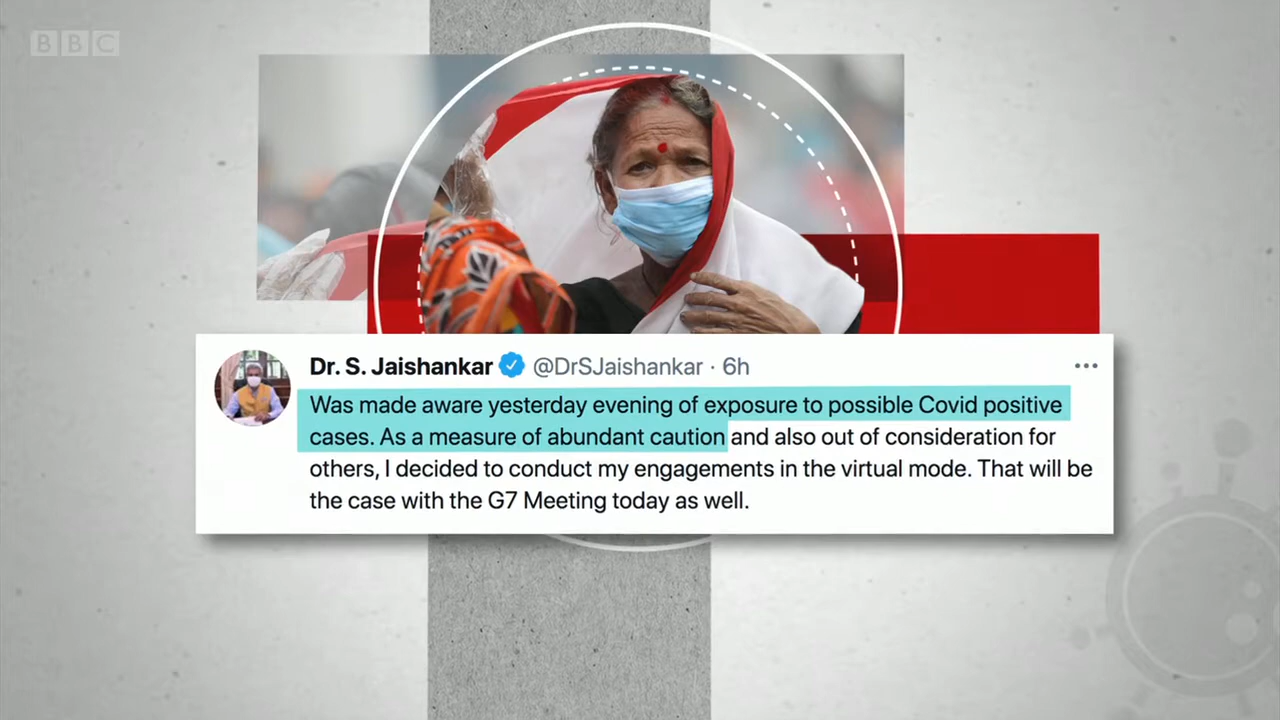 BBC
Dr. S. Jaishankar @DrSJaishankar · 6h
Was made aware yesterday evening of exposure to possible Covid positive
cases. As a measure of abundant caution and also out of consideration for
others, I decided to conduct my engagements in the virtual mode. That will be
the case with the G7 Meeting today as well.